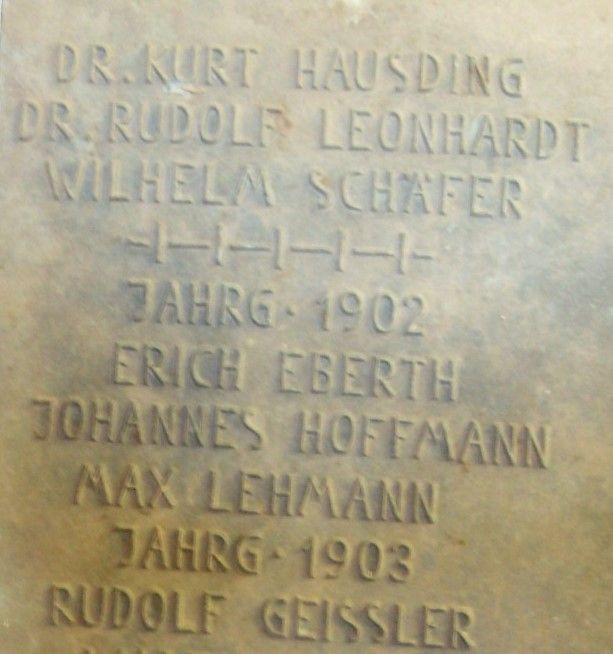 DR. KURT HAUSDING
DR. RUDOLF LEONHARDT
WILHELM SCHÄFER
JAHRG · 1902
ERICH EBERTH
JOHANNES HOFFMANN
MAX LEHMANN
JAHRG · 1903
RUDOLF GEISSLER